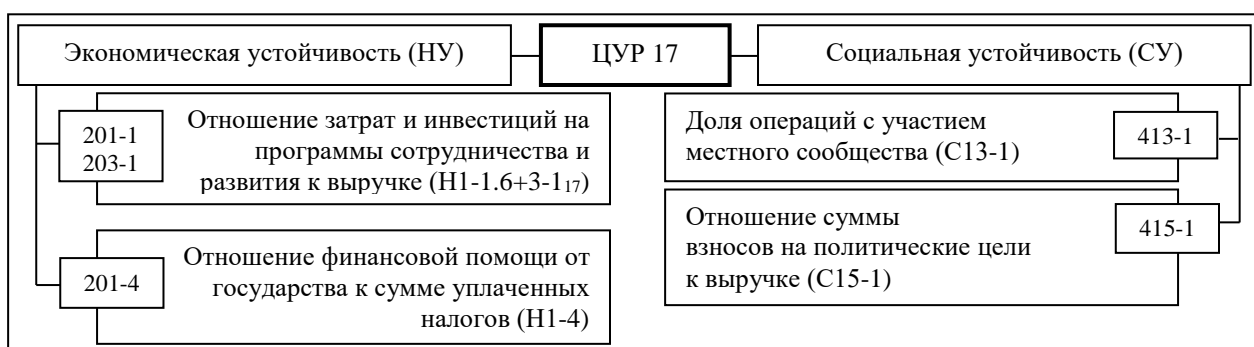 Экономическая устойчивость (НУ)
ЦУР 17
Социальная устойчивость (СУ)
201-1
203-1
Отношение затрат и инвестиций на
программы сотрудничества и
развития к выручке (Н1-1.6+3-1₁₇)
201-4
Отношение финансовой помощи от
государства к сумме уплаченных
налогов (Н1-4)
Доля операций с участием
местного сообщества (С13-1)
413-1
Отношение суммы
взносов на политические цели
к выручке (С15-1)
415-1